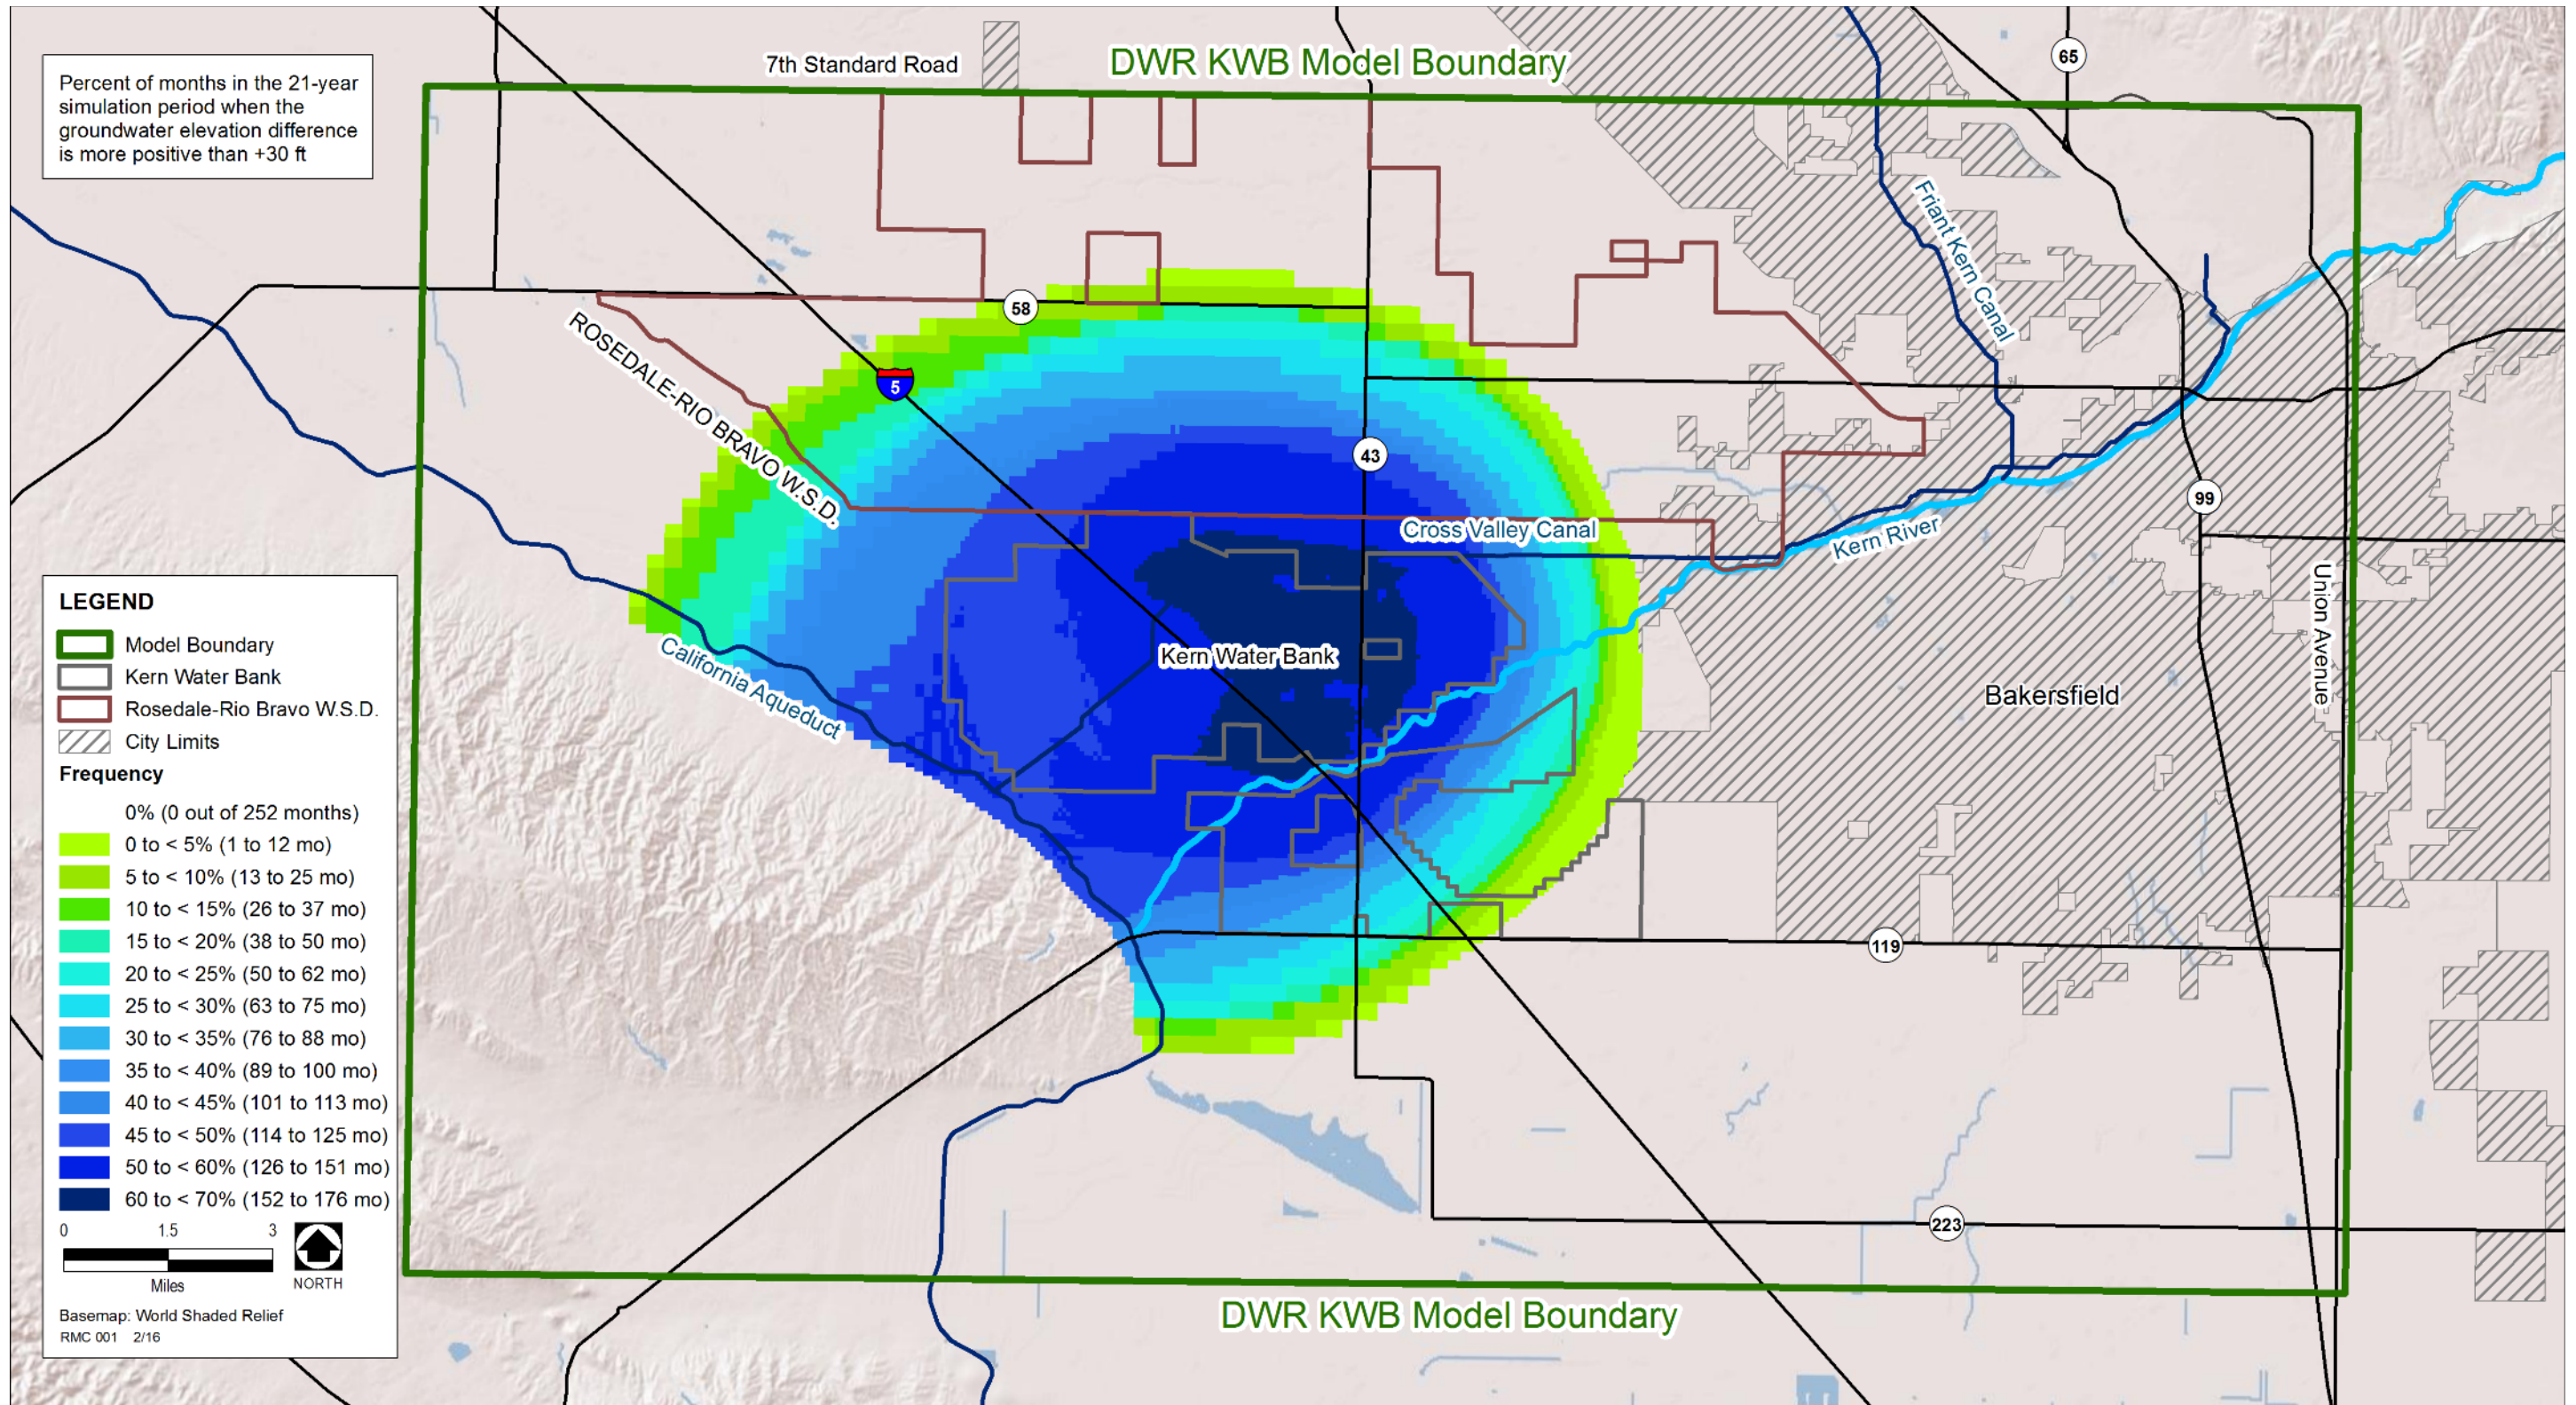 7th Standard Road
DWR KWB Model Boundary
65
Percent of months in the 21-year
simulation period when the
groundwater elevation difference
is more positive than +30 ft
Friant Kern Canal
58
ROSEDALE-RIO BRAVO W.S.D.
5
43
99
Cross Valley Canal
Kern River
Union Avenue
Kern Water Bank
California Aqueduct
Bakersfield
119
223
DWR KWB Model Boundary
LEGEND
Model Boundary
Kern Water Bank
Rosedale-Rio Bravo W.S.D.
City Limits
Frequency
0% (0 out of 252 months)
0 to < 5% (1 to 12 mo)
5 to < 10% (13 to 25 mo)
10 to < 15% (26 to 37 mo)
15 to < 20% (38 to 50 mo)
20 to < 25% (50 to 62 mo)
25 to < 30% (63 to 75 mo)
30 to < 35% (76 to 88 mo)
35 to < 40% (89 to 100 mo)
40 to < 45% (101 to 113 mo)
45 to < 50% (114 to 125 mo)
50 to < 60% (126 to 151 mo)
60 to < 70% (152 to 176 mo)
0 1.5 3
Miles
NORTH
Basemap: World Shaded Relief
RMC 001 2/16